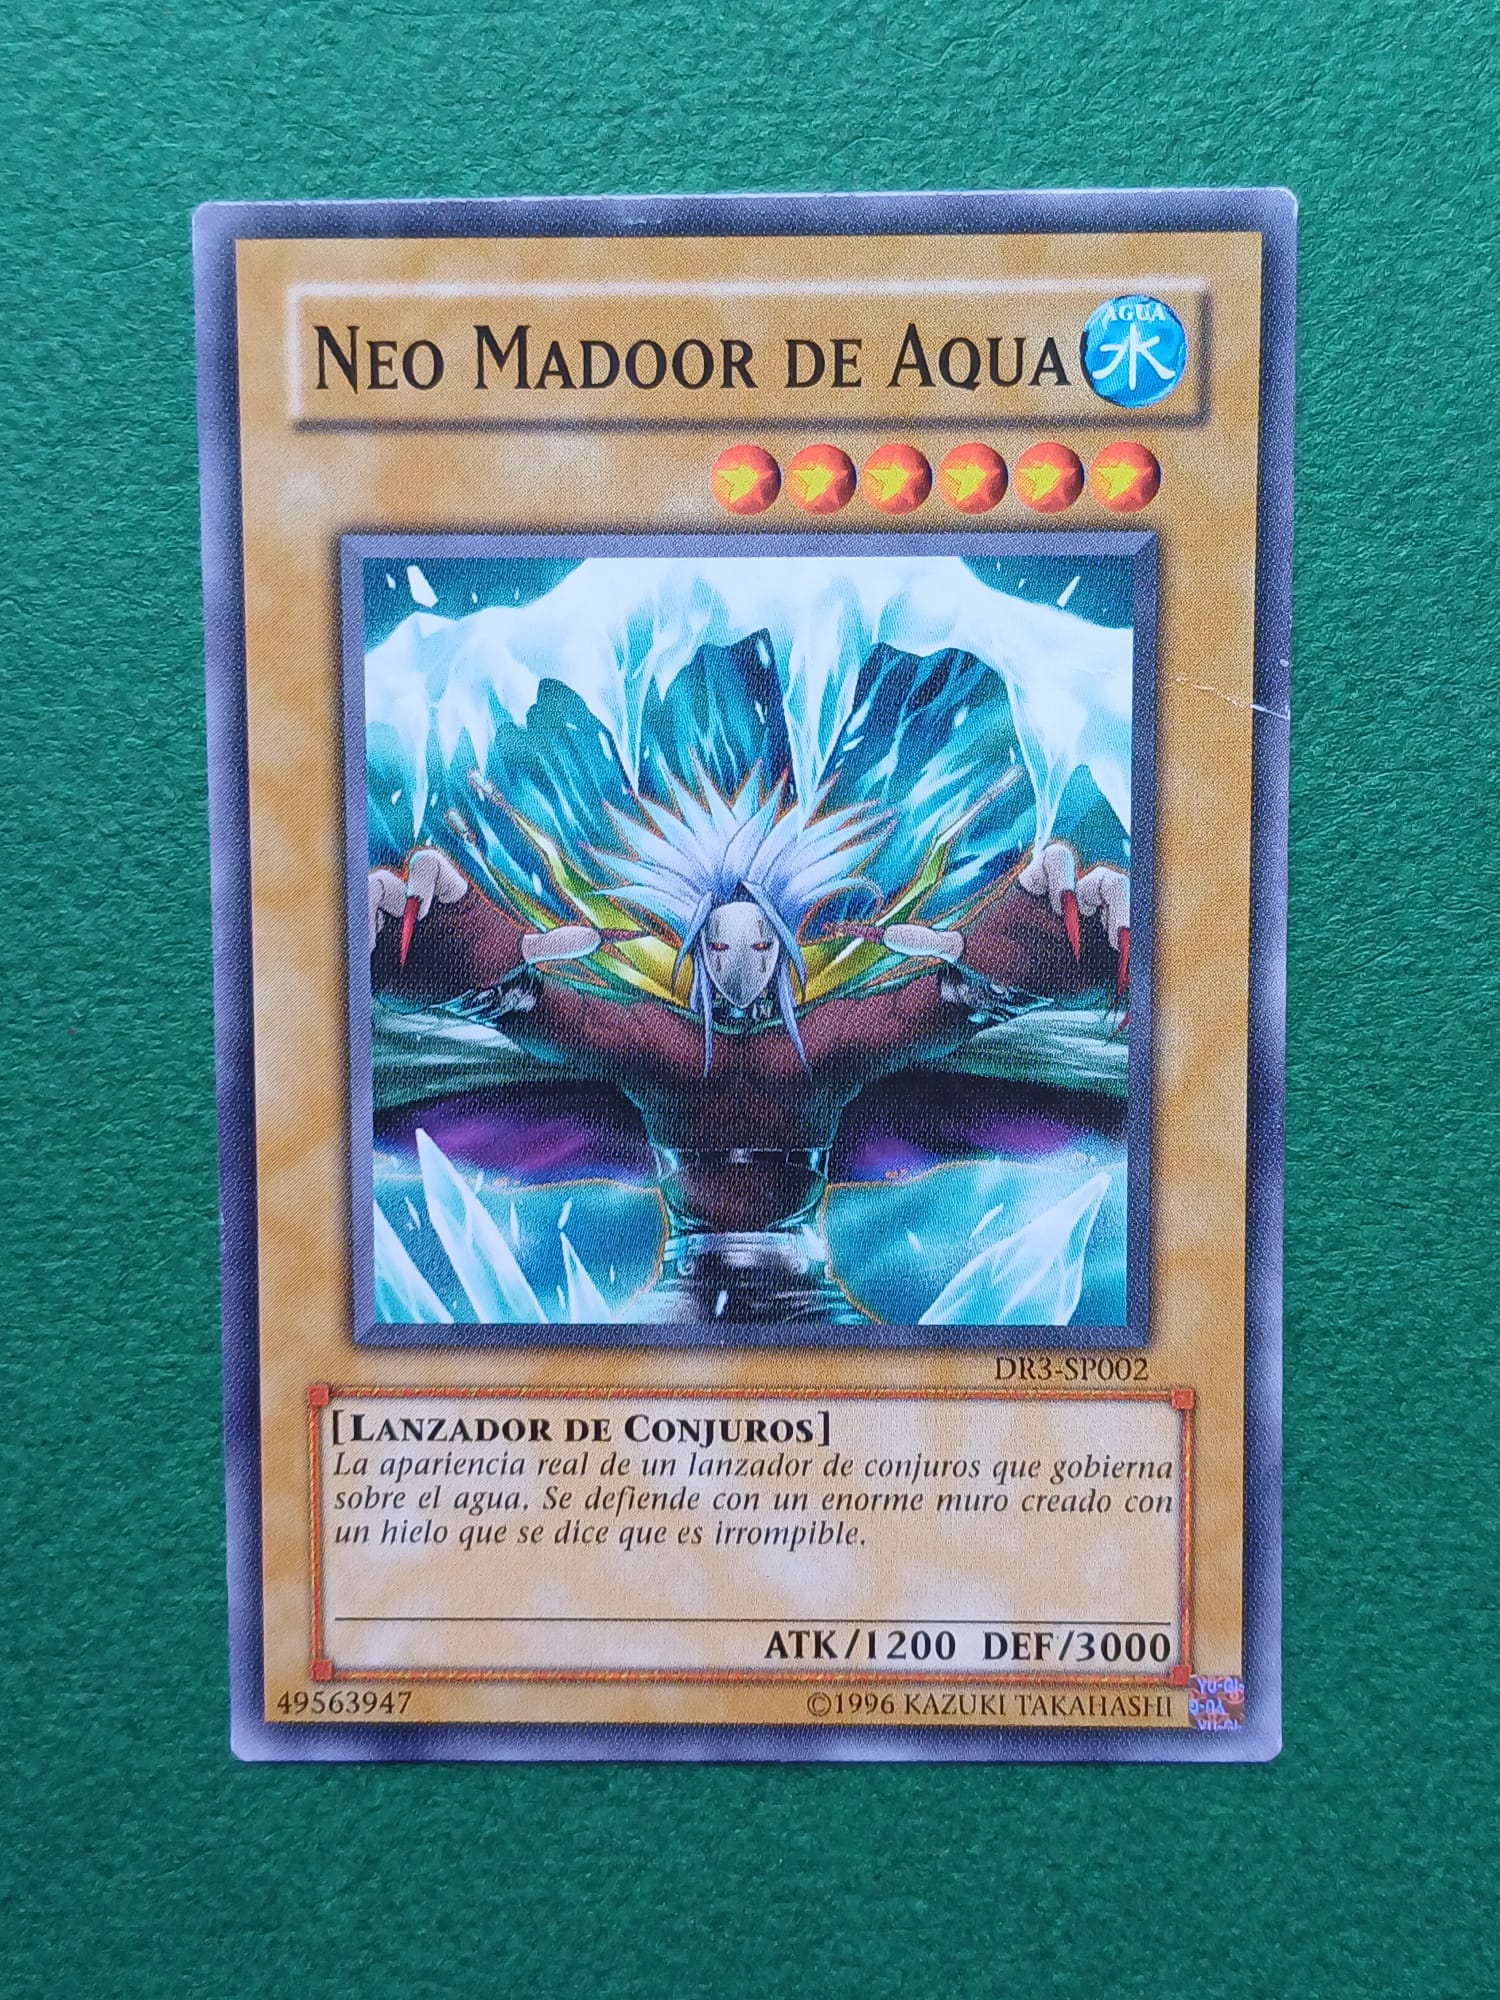 NEO MADOOR DE AQUA
AGUA
水
DR3-SP002
[LANZADOR DE CONJUROS]
La apariencia real de un lanzador de conjuros que gobierna
sobre el agua. Se defiende con un enorme muro creado con
un hielo que se dice que es irrompible.
ATK/1200 DEF/3000
49563947
©1996 KAZUKI TAKAHASHI